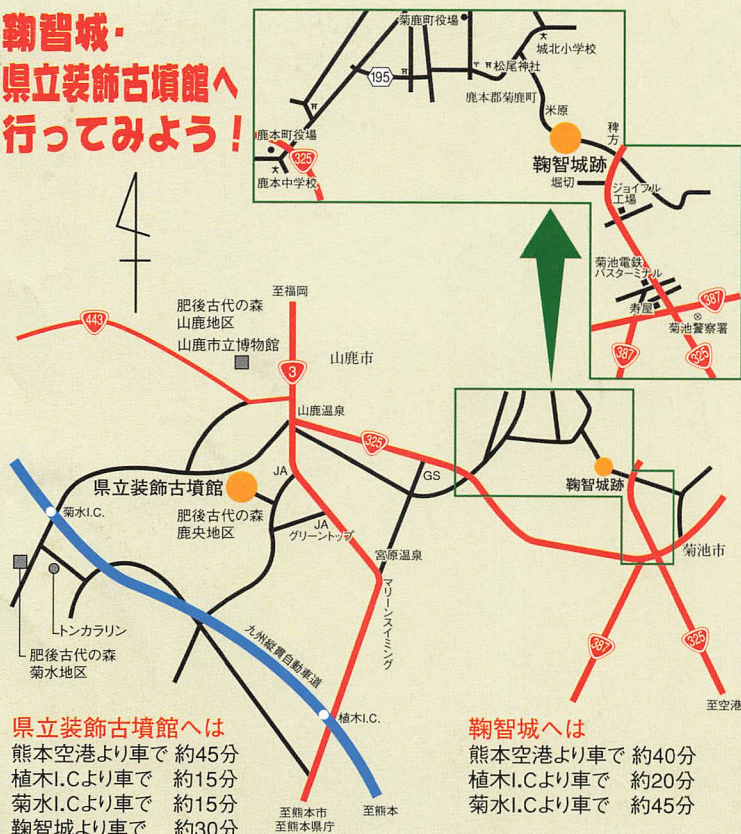 鞠智城・
県立装飾古墳館へ
行ってみよう!
菊鹿町役場
城北小学校
195
松尾神社
鹿本郡菊鹿町
米原
稗方
鹿本町役場
325
鹿本中学校
鞠智城跡
堀切
ジョイフル
工場
菊池電鉄
バスターミナル
寿屋
387
菊池警察署
387
325
至福岡
443
肥後古代の森
山鹿地区
山鹿市立博物館
3
山鹿市
山鹿温泉
325
GS
鞠智城跡
JA
県立装飾古墳館
菊水I.C.
肥後古代の森
鹿央地区
JA
グリーントップ
宮原温泉
菊池市
マリーンスイミング
トンカラリン
肥後古代の森
菊水地区
九州縦貫自動車道
387
325
至空港
植木I.C.
至熊本市
至熊本県庁
至熊本
県立装飾古墳館へは
熊本空港より車で 約45分
植木I.Cより車で 約15分
菊水I.Cより車で 約15分
鞠智城より車で 約30分
鞠智城へは
熊本空港より車で 約40分
植木I.Cより車で 約20分
菊水I.Cより車で 約45分